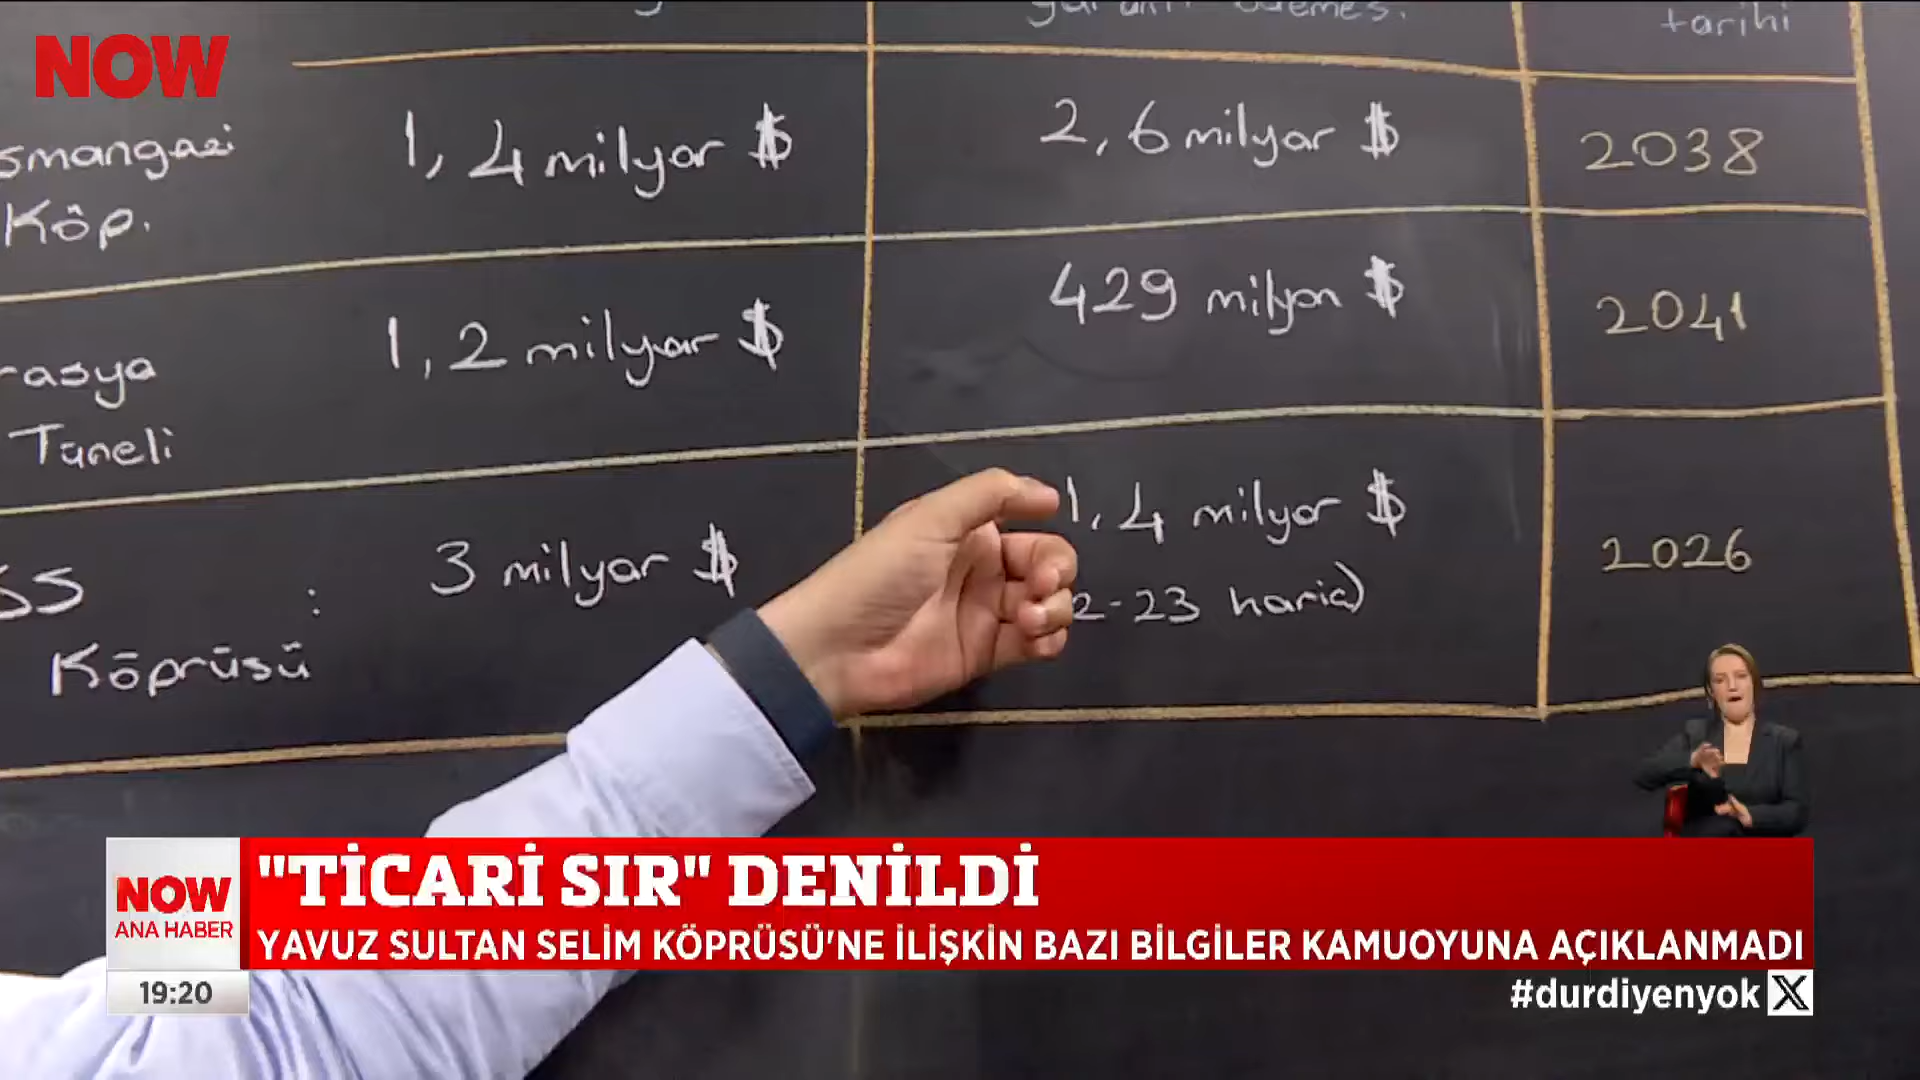 NOW
tarihi
smangazi
Köp.
1,4 milyar $
2,6 milyar $
2038
rasya
Tüneli
1,2 milyar $
429 milyon $
2041
SS
Köprüsü
:
3 milyar $
1,4 milyar $
2-23 hariç)
2026
NOW
ANA HABER
"TİCARİ SIR" DENİLDİ
YAVUZ SULTAN SELİM KÖPRÜSÜ'NE İLİŞKİN BAZI BİLGİLER KAMUOYUNA AÇIKLANMADI
19:20
#durdiyenyok X